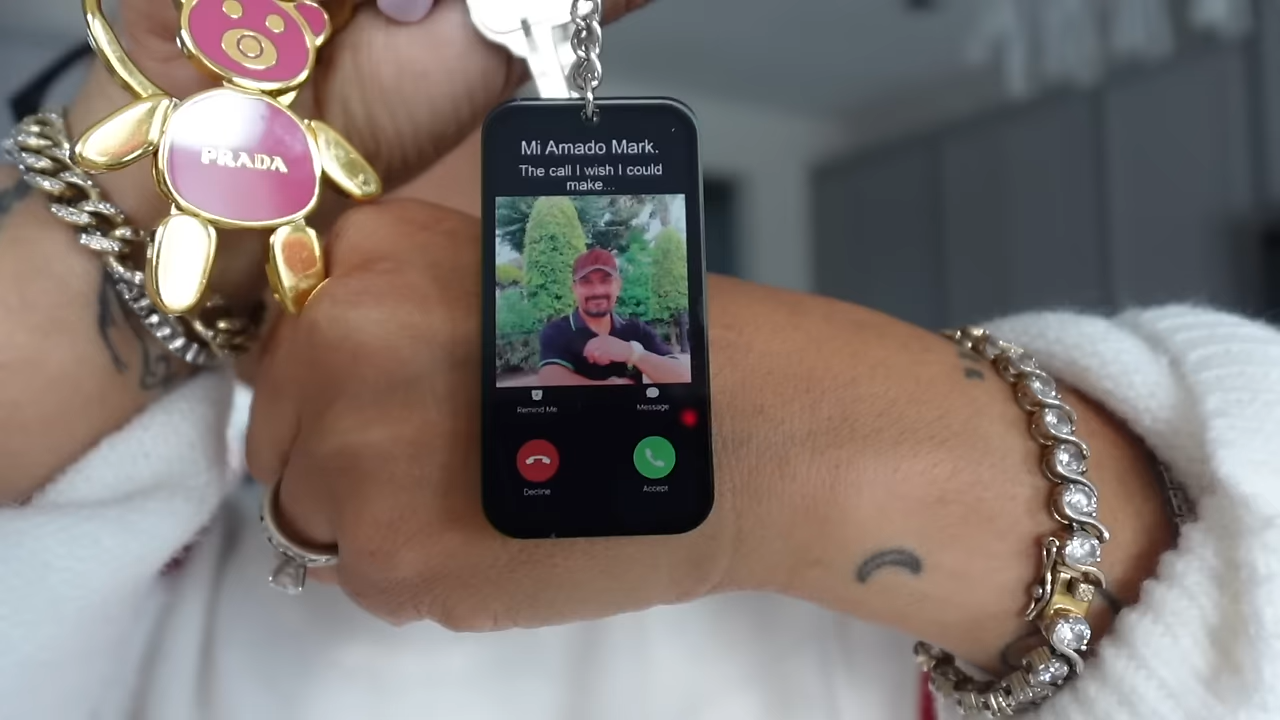 PRADA
Mi Amado Mark.
The call I wish I could
make...
Remind Me
Message
Decline
Accept